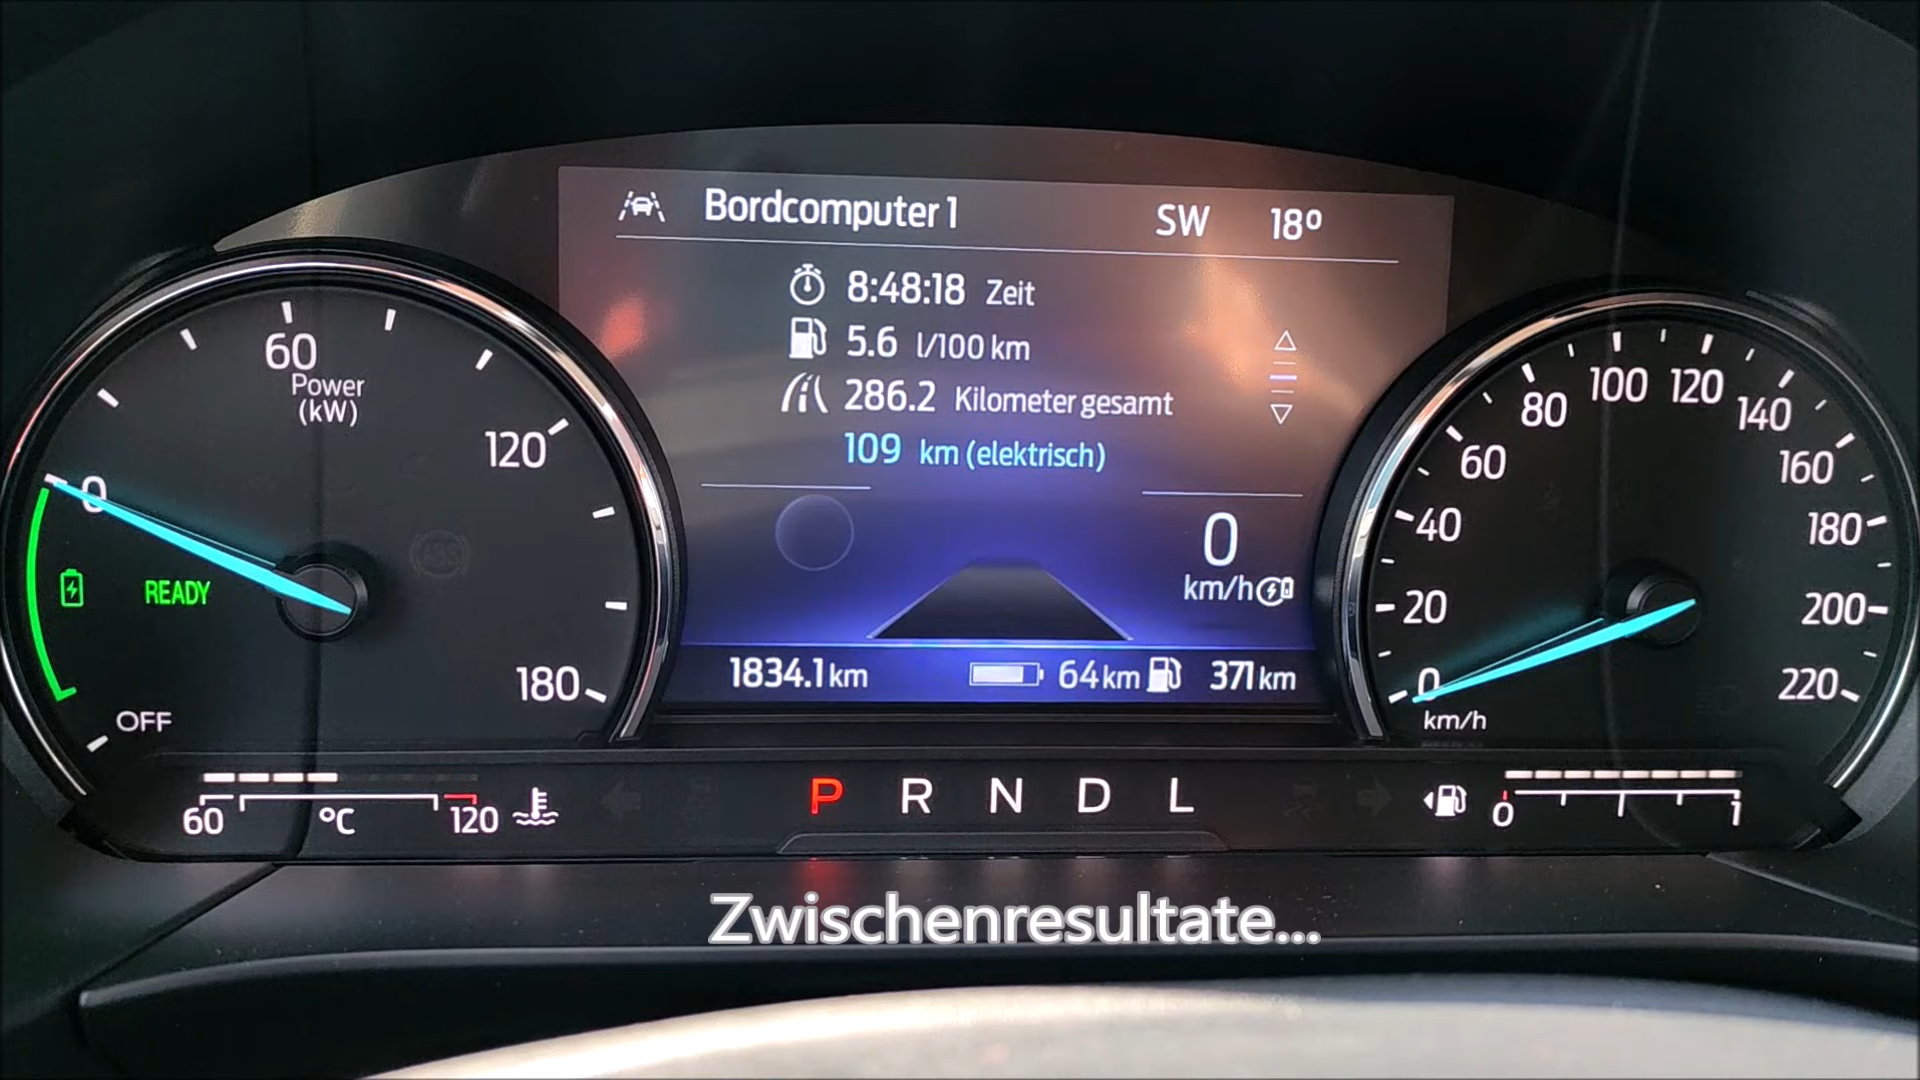 Bordcomputer 1 SW 18º
8:48:18 Zeit
5.6 l/100 km
286.2 Kilometer gesamt
109 km (elektrisch)
0
km/h
1834.1 km 64 km 371 km
60
Power
(kW)
120
0
READY
180
OFF
ABS
0
20
40
60
80
100
120
140
160
180
200
220
km/h
60 °C 120
P R N D L
0 1
Zwischenresultate...